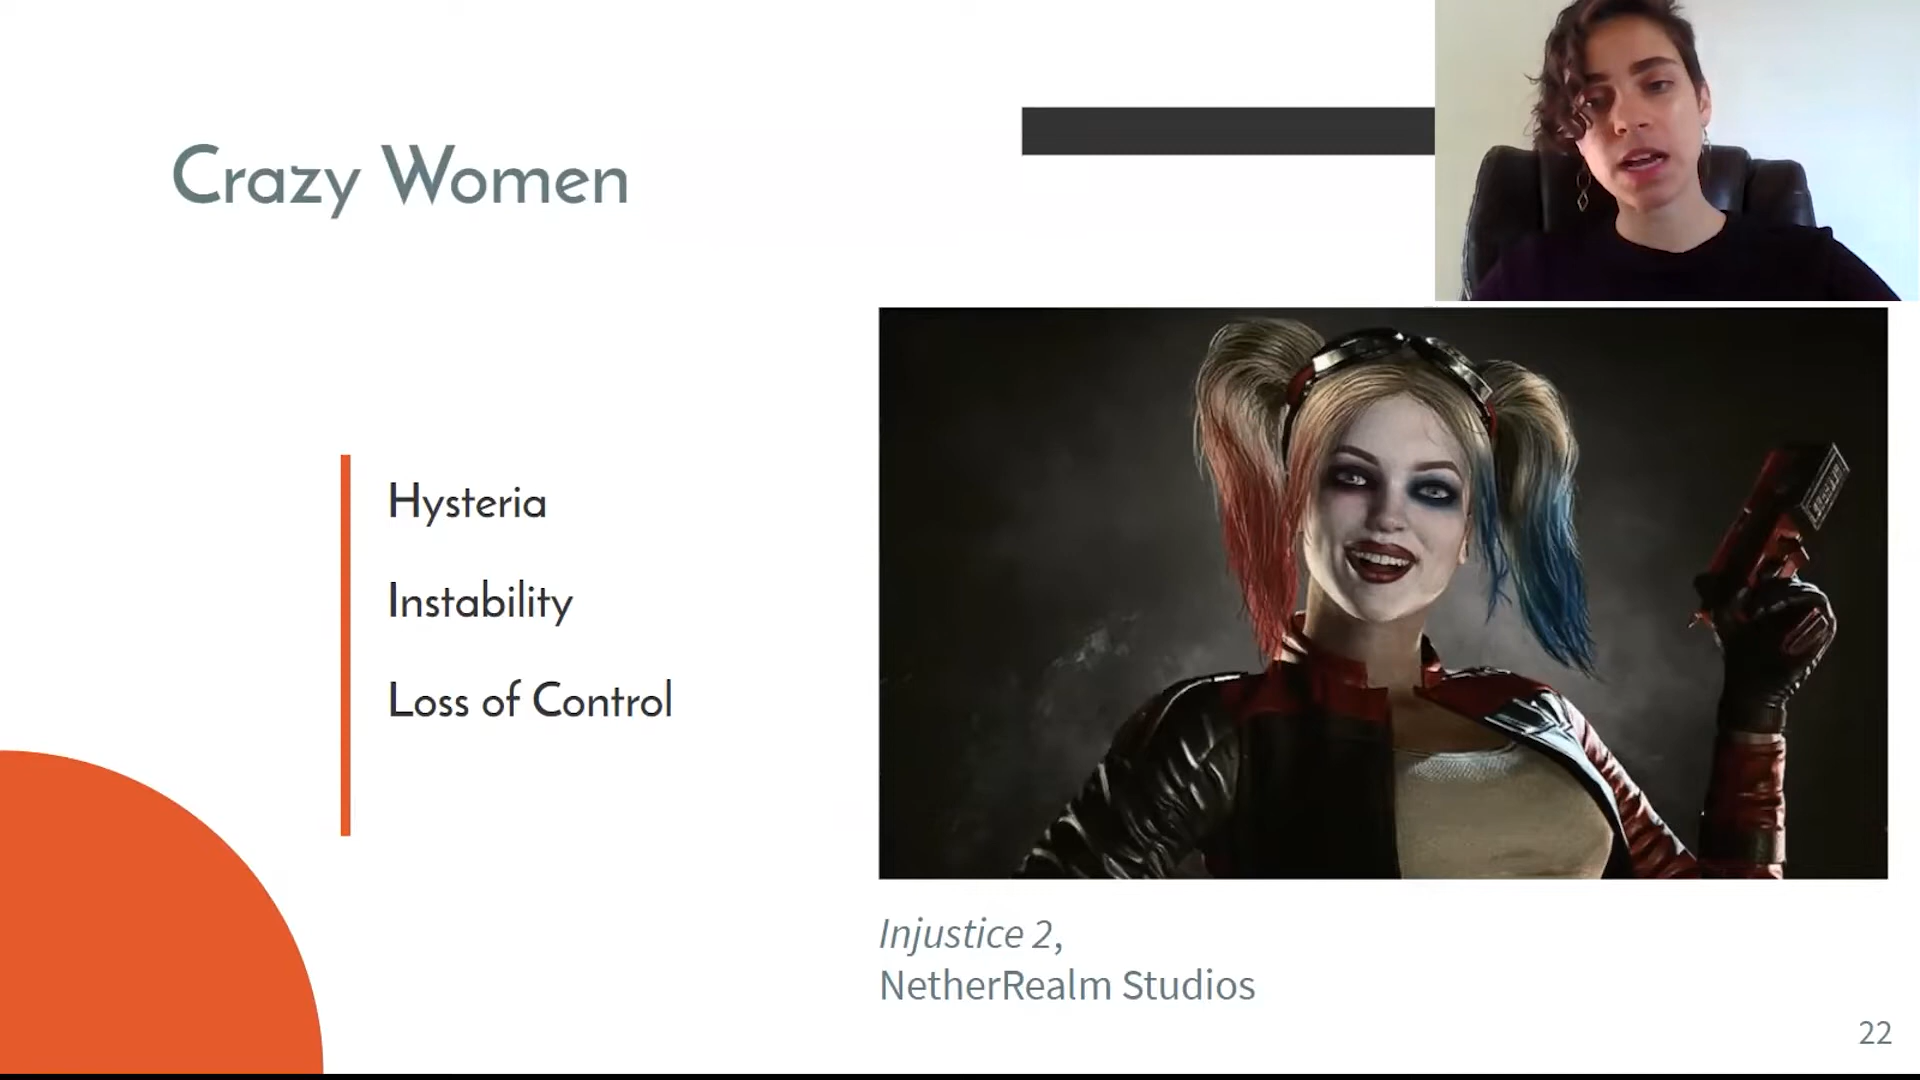 Crazy Women
Hysteria
Instability
Loss of Control
Injustice 2,
NetherRealm Studios
22